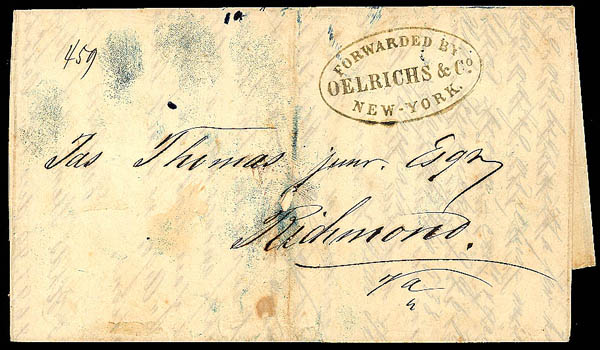 459
FORWARDED BY
OELRICHS & Co
NEW-YORK.
Jas Thomas junr. Esqr
Richmond.
Va